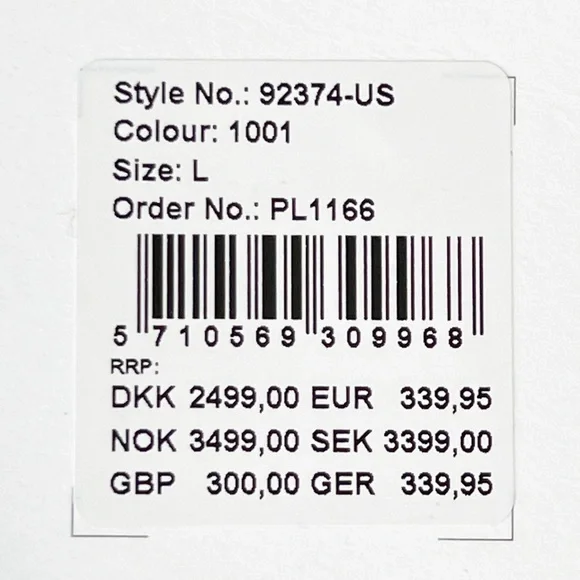 Style No.: 92374-US
Colour: 1001
Size: L
Order No.: PL1166
5 710569 309968
RRP:
DKK 2499,00 EUR 339,95
NOK 3499,00 SEK 3399,00
GBP 300,00 GER 339,95